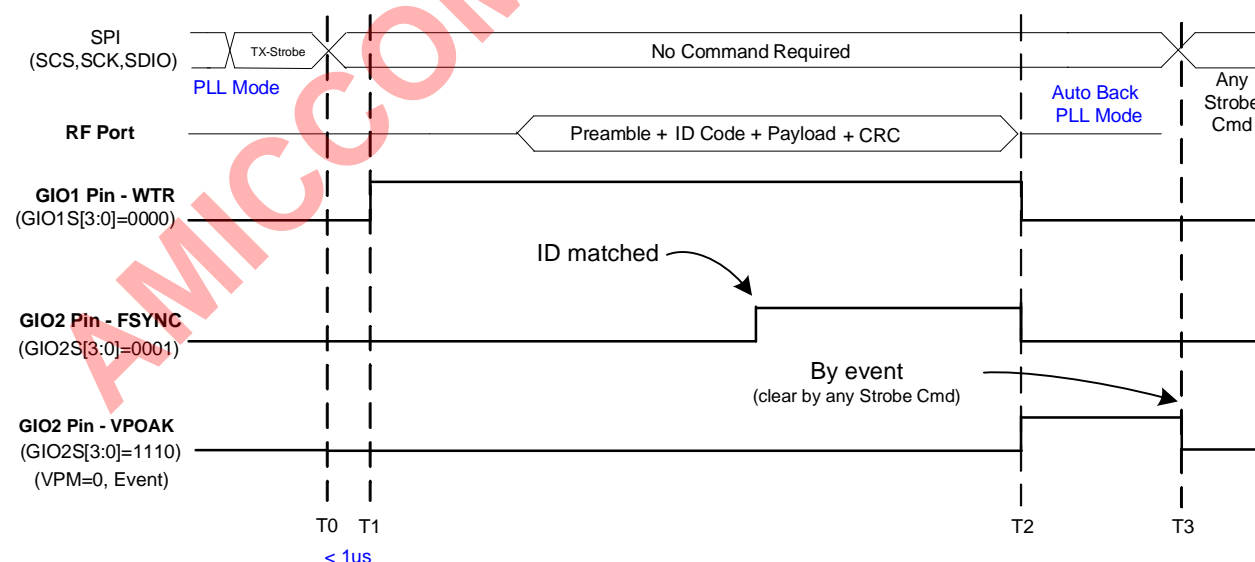 SPI
(SCS,SCK,SDIO)
TX-Strobe
No Command Required
PLL Mode
Auto Back
PLL Mode
Any
Strobe
Cmd
RF Port
Preamble + ID Code + Payload + CRC
GIO1 Pin - WTR
(GIO1S[3:0]=0000)
ID matched
GIO2 Pin - FSYNC
(GIO2S[3:0]=0001)
By event
(clear by any Strobe Cmd)
GIO2 Pin - VPOAK
(GIO2S[3:0]=1110)
(VPM=0, Event)
T0 T1 T2 T3
< 1us
AMICCOM